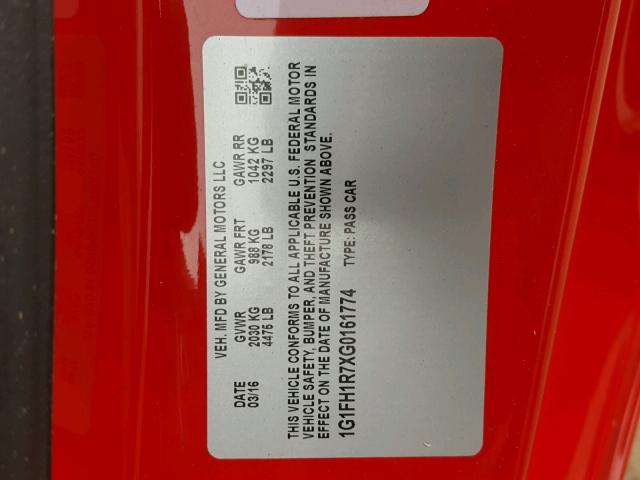 VEH. MFD BY GENERAL MOTORS LLC
DATE GVWR GAWR FRT GAWR RR
03/16 2030 KG 988 KG 1042 KG
4475 LB 2178 LB 2297 LB
THIS VEHICLE CONFORMS TO ALL APPLICABLE U.S. FEDERAL MOTOR
VEHICLE SAFETY, BUMPER, AND THEFT PREVENTION STANDARDS IN
EFFECT ON THE DATE OF MANUFACTURE SHOWN ABOVE.
1G1FH1R7XG0161774 TYPE: PASS CAR